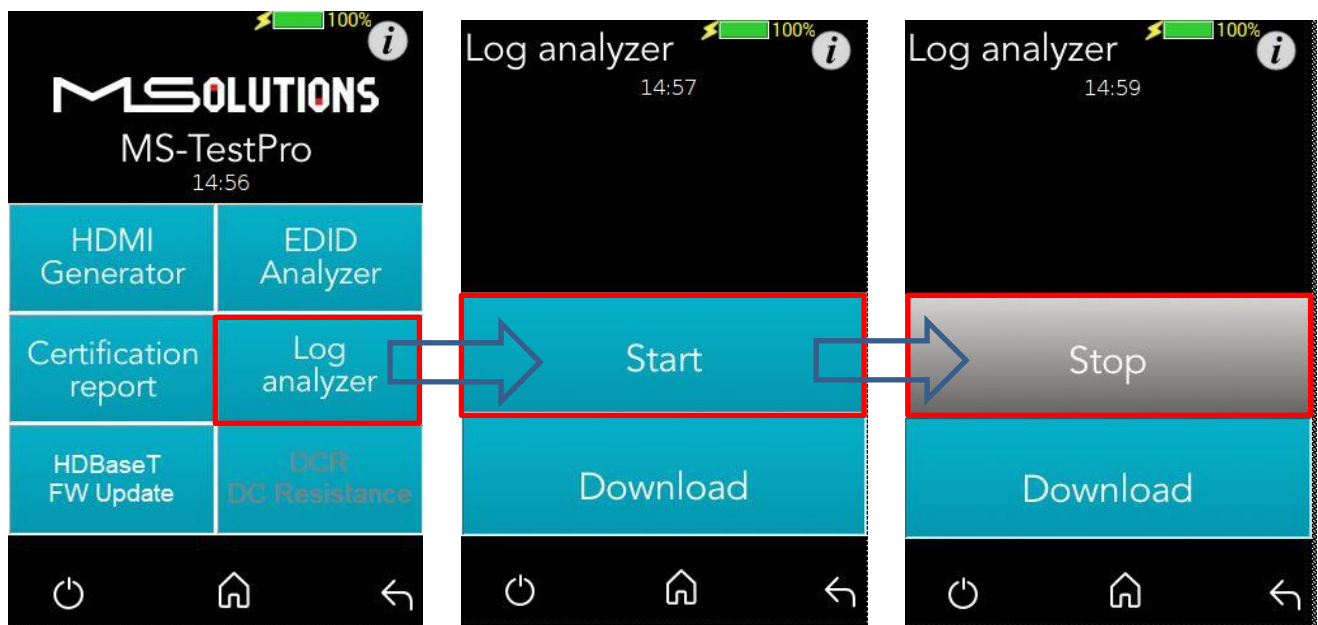 100%
i
MSOLUTIONS
MS-TestPro
14:56
HDMI
Generator
EDID
Analyzer
Certification
report
Log
analyzer
HDBaseT
FW Update
DCR
DC Resistance
100%
Log analyzer
i
14:57
Start
Download
100%
Log analyzer
i
14:59
Stop
Download